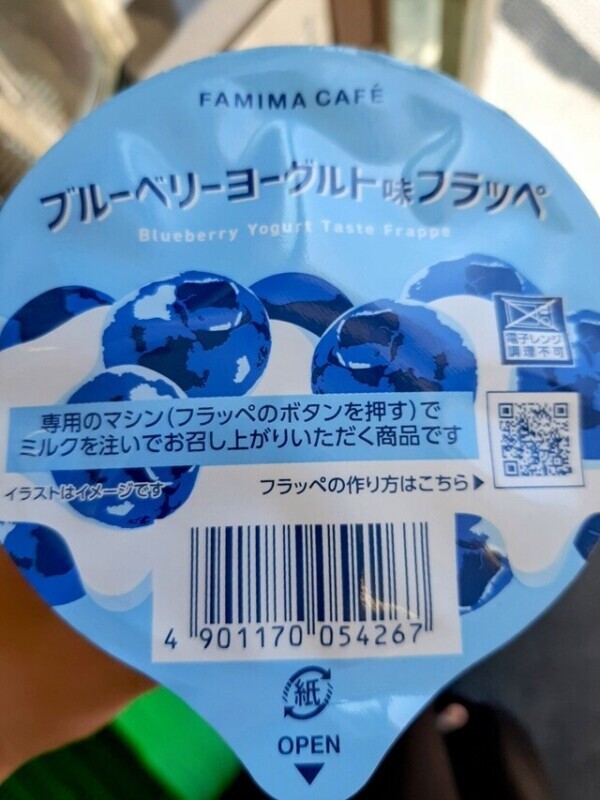 FAMIMA CAFÉ
ブルーベリーヨーグルト味フラッペ
Blueberry Yogurt Taste Frappe
電子レンジ
調理不可
専用のマシン(フラッペのボタンを押す)で
ミルクを注いでお召し上がりいただく商品です
イラストはイメージです
フラッペの作り方はこちら▶
4 901170 054267
紙
OPEN